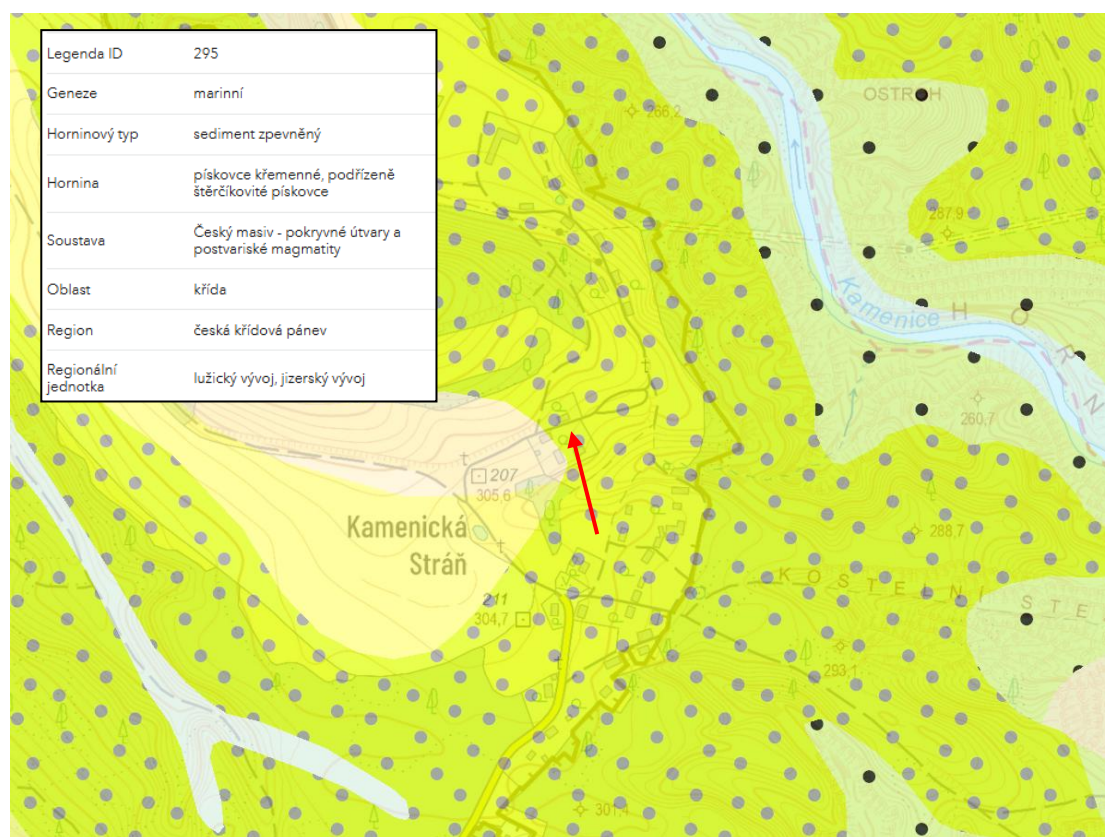 Legenda ID 295
Geneze marinní
Horninový typ sediment zpevněný
Hornina pískovce křemenné, podřízeně
štěrčíkovité pískovce
Soustava Český masiv - pokryvné útvary a
postvariské magmatity
Oblast křída
Region česká křídová pánev
Regionální
jednotka lužický vývoj, jizerský vývoj
OSTROH
266,2
287,9
Kamenice
H O R N
260,7
207
305,6
Kamenická
Stráň
288,7
KOSTELNÍ STE
211
304,7
293,1
301,4